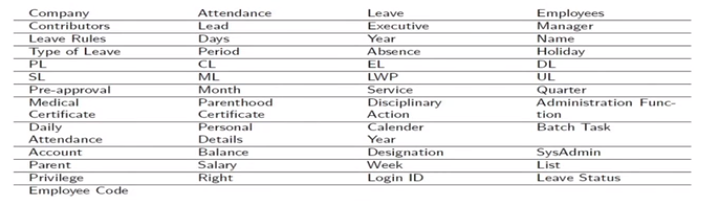 Company Attendance Leave Employees
Contributors Lead Executive Manager
Leave Rules Days Year Name
Type of Leave Period Absence Holiday
PL CL EL DL
SL ML LWP UL
Pre-approval Month Service Quarter
Medical Parenthood Disciplinary Administration Func-
Certificate Certificate Action tion
Daily Personal Calender Batch Task
Attendance Details Year
Account Balance Designation SysAdmin
Parent Salary Week List
Privilege Right Login ID Leave Status
Employee Code